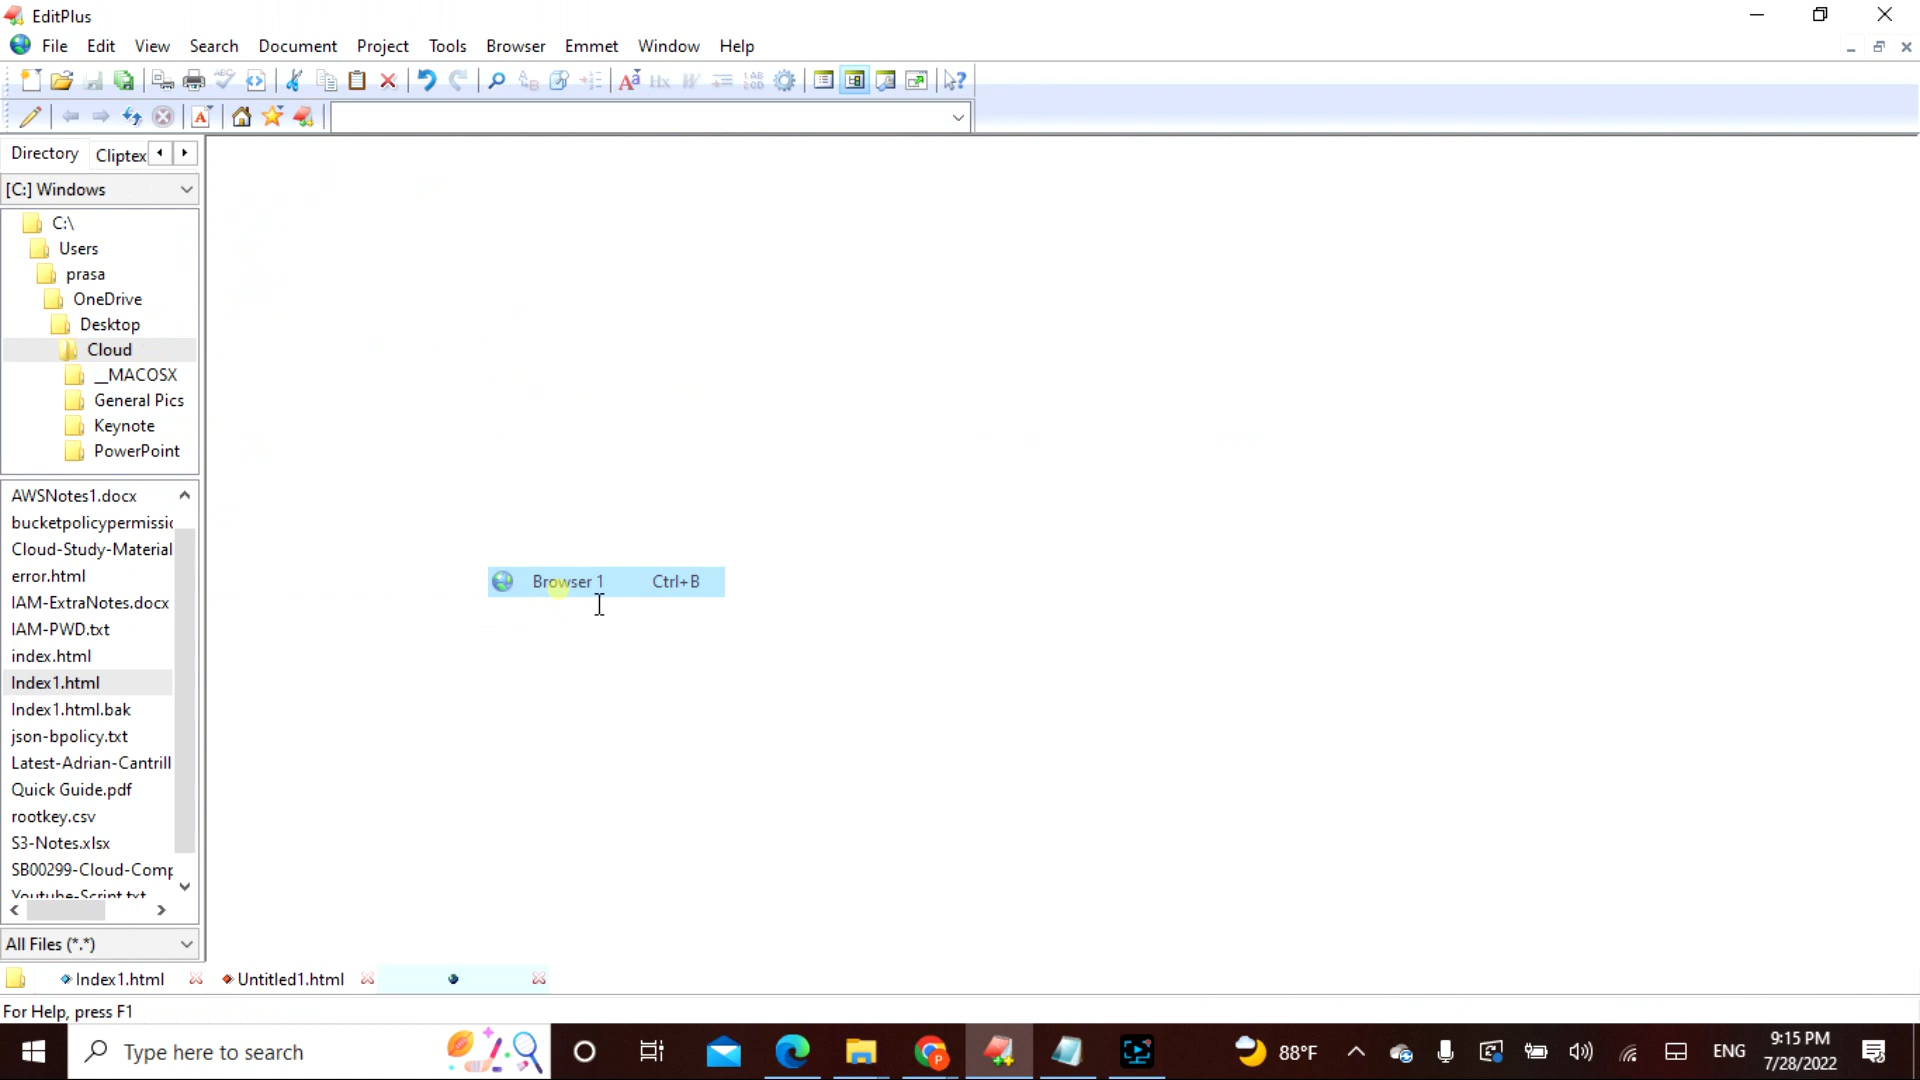 EditPlus
File Edit View Search Document Project Tools Browser Emmet Window Help
Directory Cliptex
[C:] Windows
C:\
Users
prasa
OneDrive
Desktop
Cloud
__MACOSX
General Pics
Keynote
PowerPoint
AWSNotes1.docx
bucketpolicypermissic
Cloud-Study-Material
error.html
IAM-ExtraNotes.docx
IAM-PWD.txt
index.html
Index1.html
Index1.html.bak
json-bpolicy.txt
Latest-Adrian-Cantrill
Quick Guide.pdf
rootkey.csv
S3-Notes.xlsx
SB00299-Cloud-Comp
Youtube-Script.txt
All Files (*.*)
Browser 1 Ctrl+B
Index1.html Untitled1.html
For Help, press F1
Type here to search
88°F
ENG
9:15 PM
7/28/2022